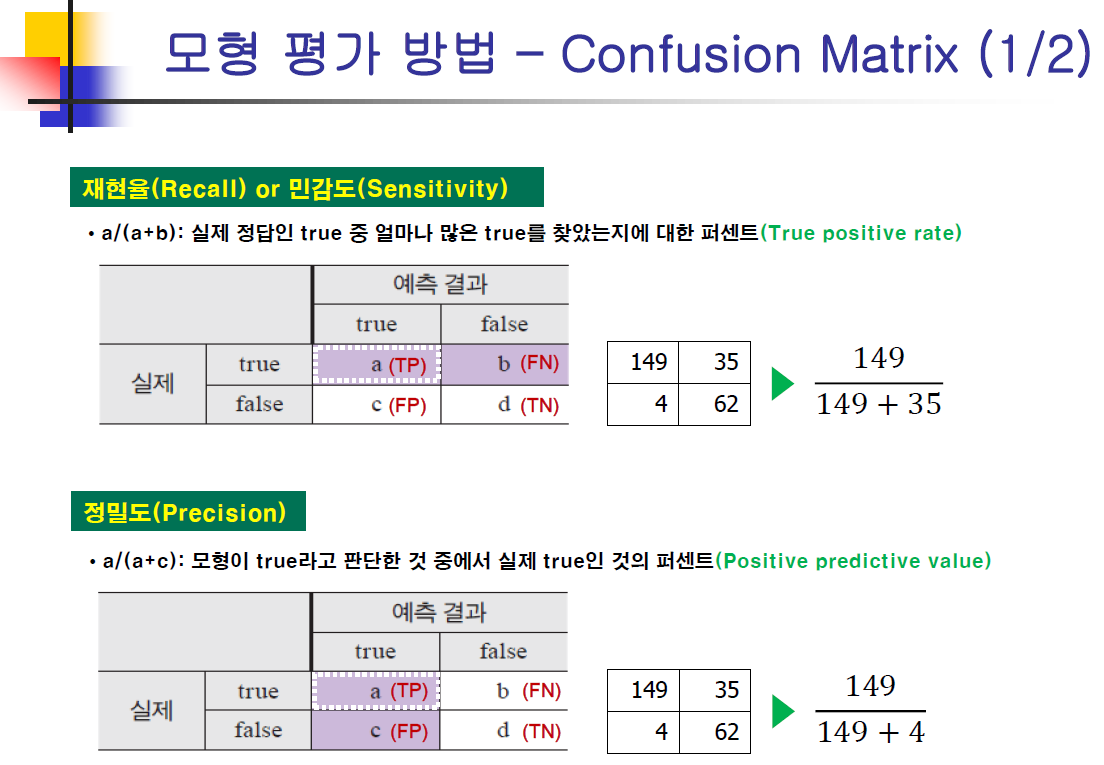 모형 평가 방법 – Confusion Matrix (1/2)
재현율(Recall) or 민감도(Sensitivity)
• a/(a+b): 실제 정답인 true 중 얼마나 많은 true를 찾았는지에 대한 퍼센트(True positive rate)
예측 결과
true false
실제 true a (TP) b (FN)
false c (FP) d (TN)
149 35
4 62
149
149 + 35
정밀도(Precision)
• a/(a+c): 모형이 true라고 판단한 것 중에서 실제 true인 것의 퍼센트(Positive predictive value)
예측 결과
true false
실제 true a (TP) b (FN)
false c (FP) d (TN)
149 35
4 62
149
149 + 4